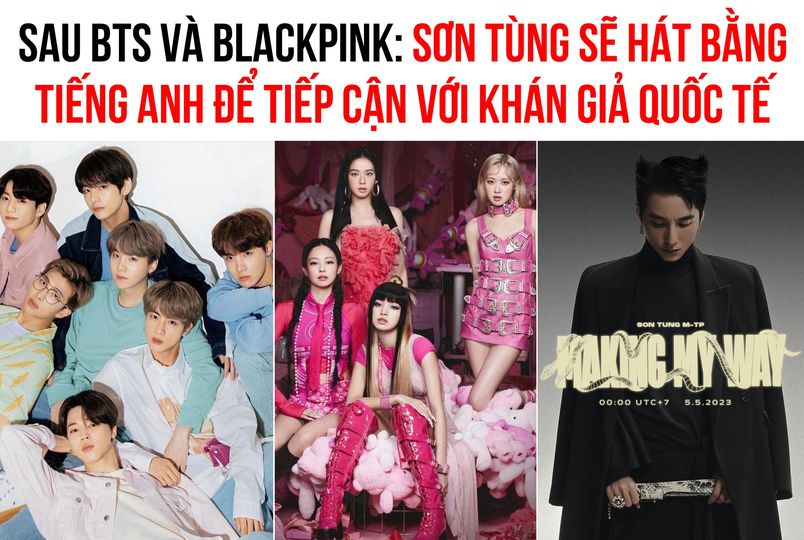 SAU BTS VÀ BLACKPINK: SƠN TÙNG SẼ HÁT BẰNG
TIẾNG ANH ĐỂ TIẾP CẬN VỚI KHÁN GIẢ QUỐC TẾ
SON TUNG M-TP
MAKING MY WAY
00:00 UTC+7 5.5.2023